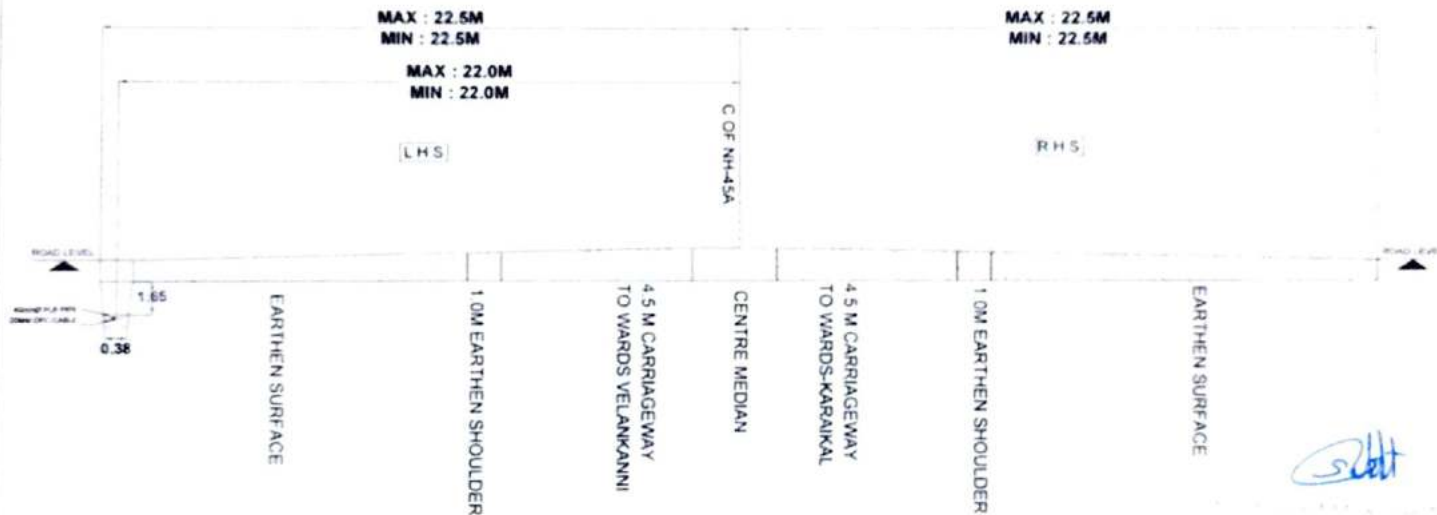 MAX : 22.5M
MIN : 22.5M
MAX : 22.5M
MIN : 22.5M
MAX : 22.0M
MIN : 22.0M
C OF NH-45A
L H S
R H S
ROAD LEVEL
ROAD LEVE
1.65
0.38
EARTHEN SURFACE
1.0M EARTHEN SHOULDER
4.5 M CARRIAGEWAY
TO WARDS VELANKANNI
CENTRE MEDIAN
4.5 M CARRIAGEWAY
TO WARDS-KARAIKAL
1.0M EARTHEN SHOULDER
EARTHEN SURFACE